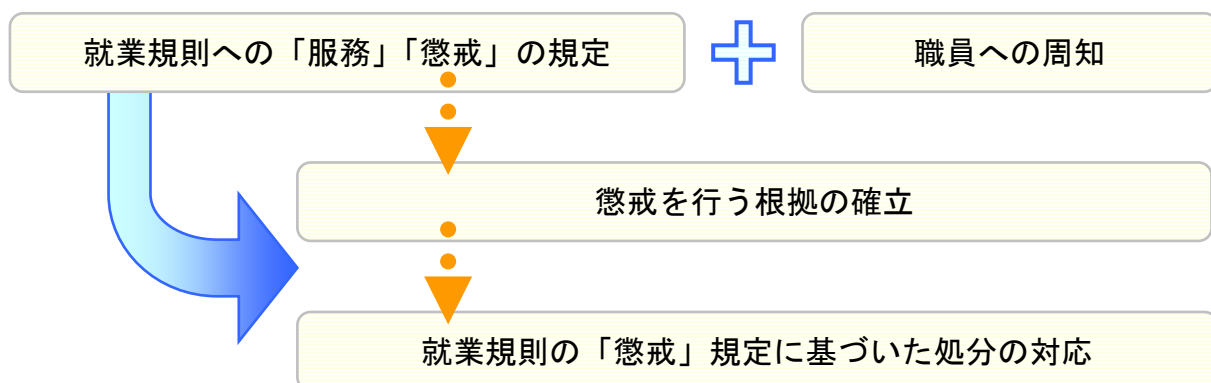 就業規則への「服務」「懲戒」の規定
職員への周知
懲戒を行う根拠の確立
就業規則の「懲戒」規定に基づいた処分の対応